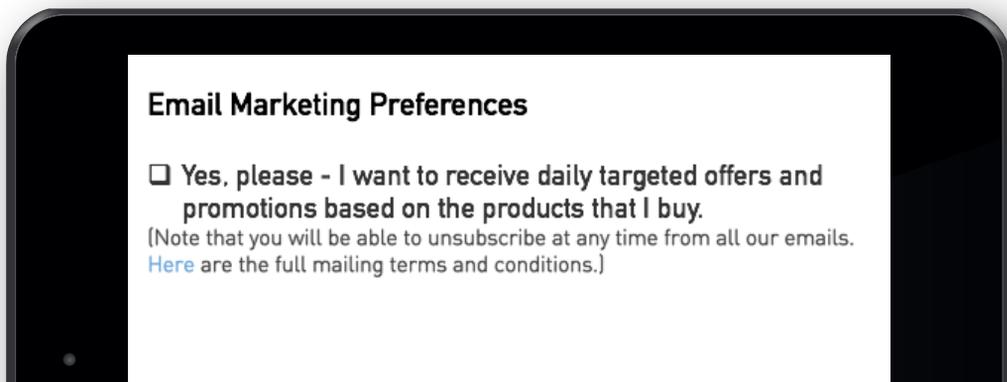 Email Marketing Preferences
❑ Yes, please - I want to receive daily targeted offers and
promotions based on the products that I buy.
(Note that you will be able to unsubscribe at any time from all our emails.
Here are the full mailing terms and conditions.)